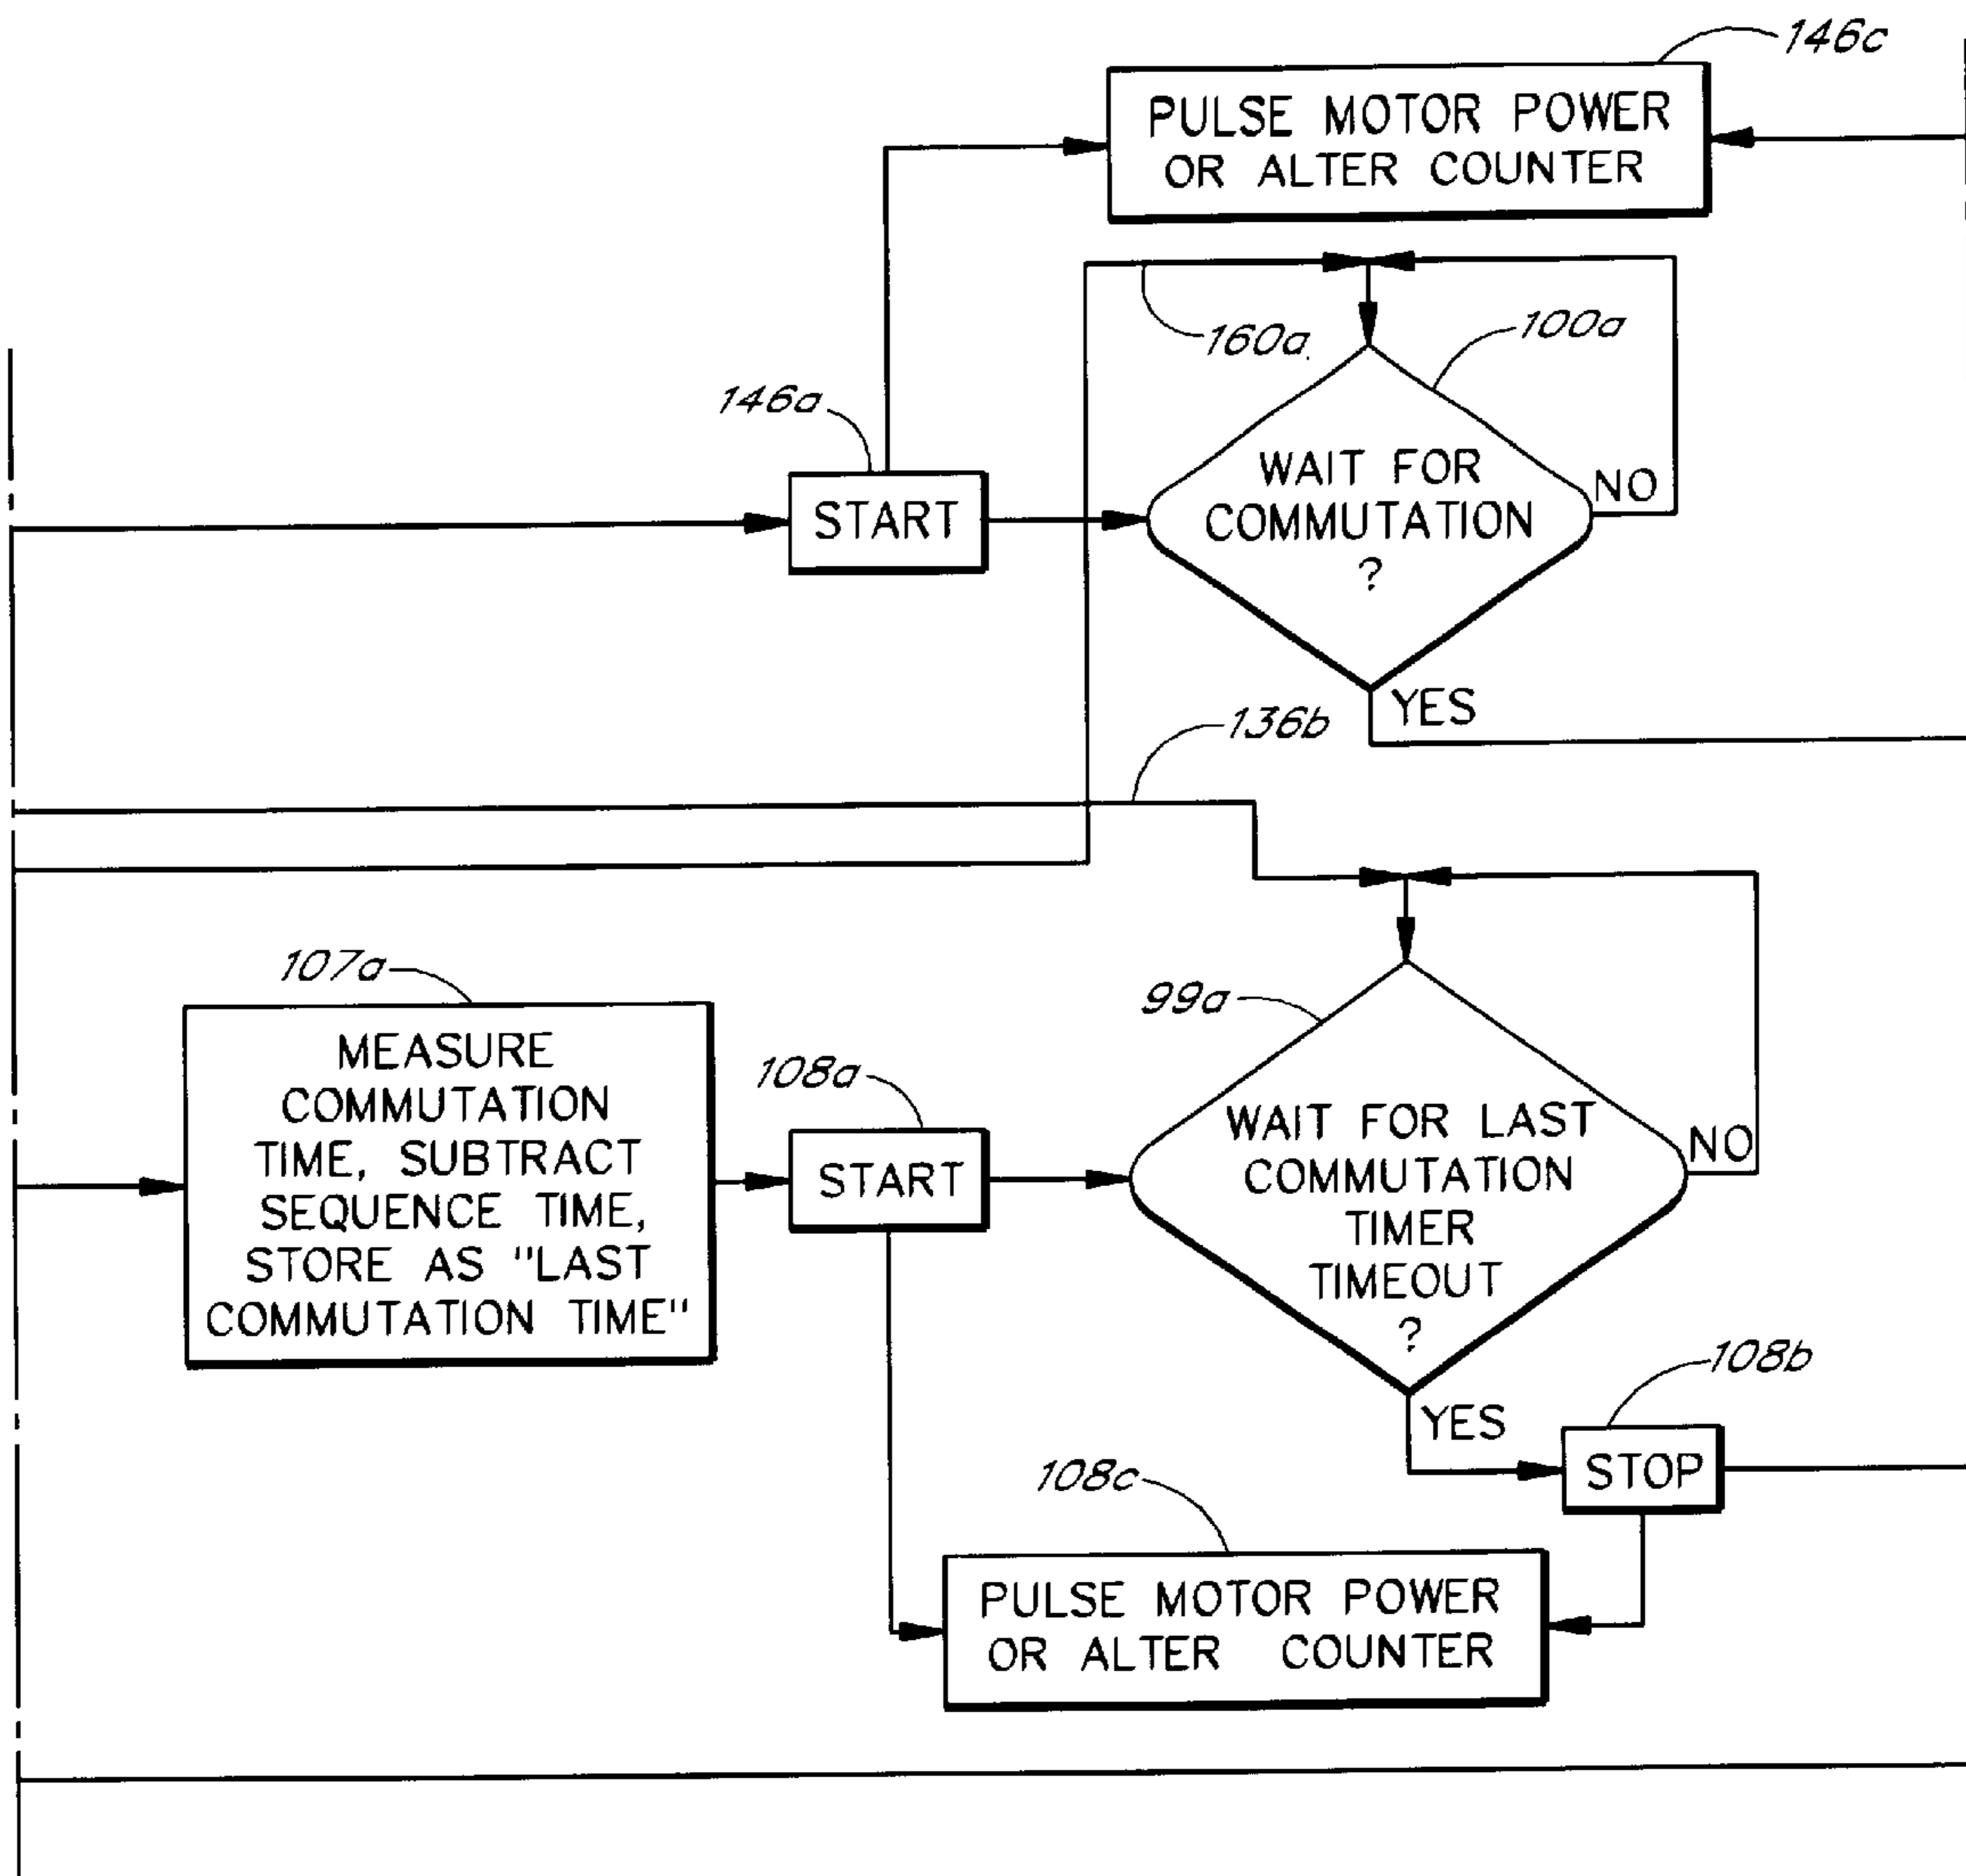 146c
PULSE MOTOR POWER
OR ALTER COUNTER
160a
100a
146a
WAIT FOR
COMMUTATION
?
NO
START
YES
136b
107a
MEASURE
COMMUTATION
TIME, SUBTRACT
SEQUENCE TIME,
STORE AS "LAST
COMMUTATION TIME"
108a
START
99a
WAIT FOR LAST
COMMUTATION
TIMER
TIMEOUT
?
NO
YES
108b
STOP
108c
PULSE MOTOR POWER
OR ALTER COUNTER